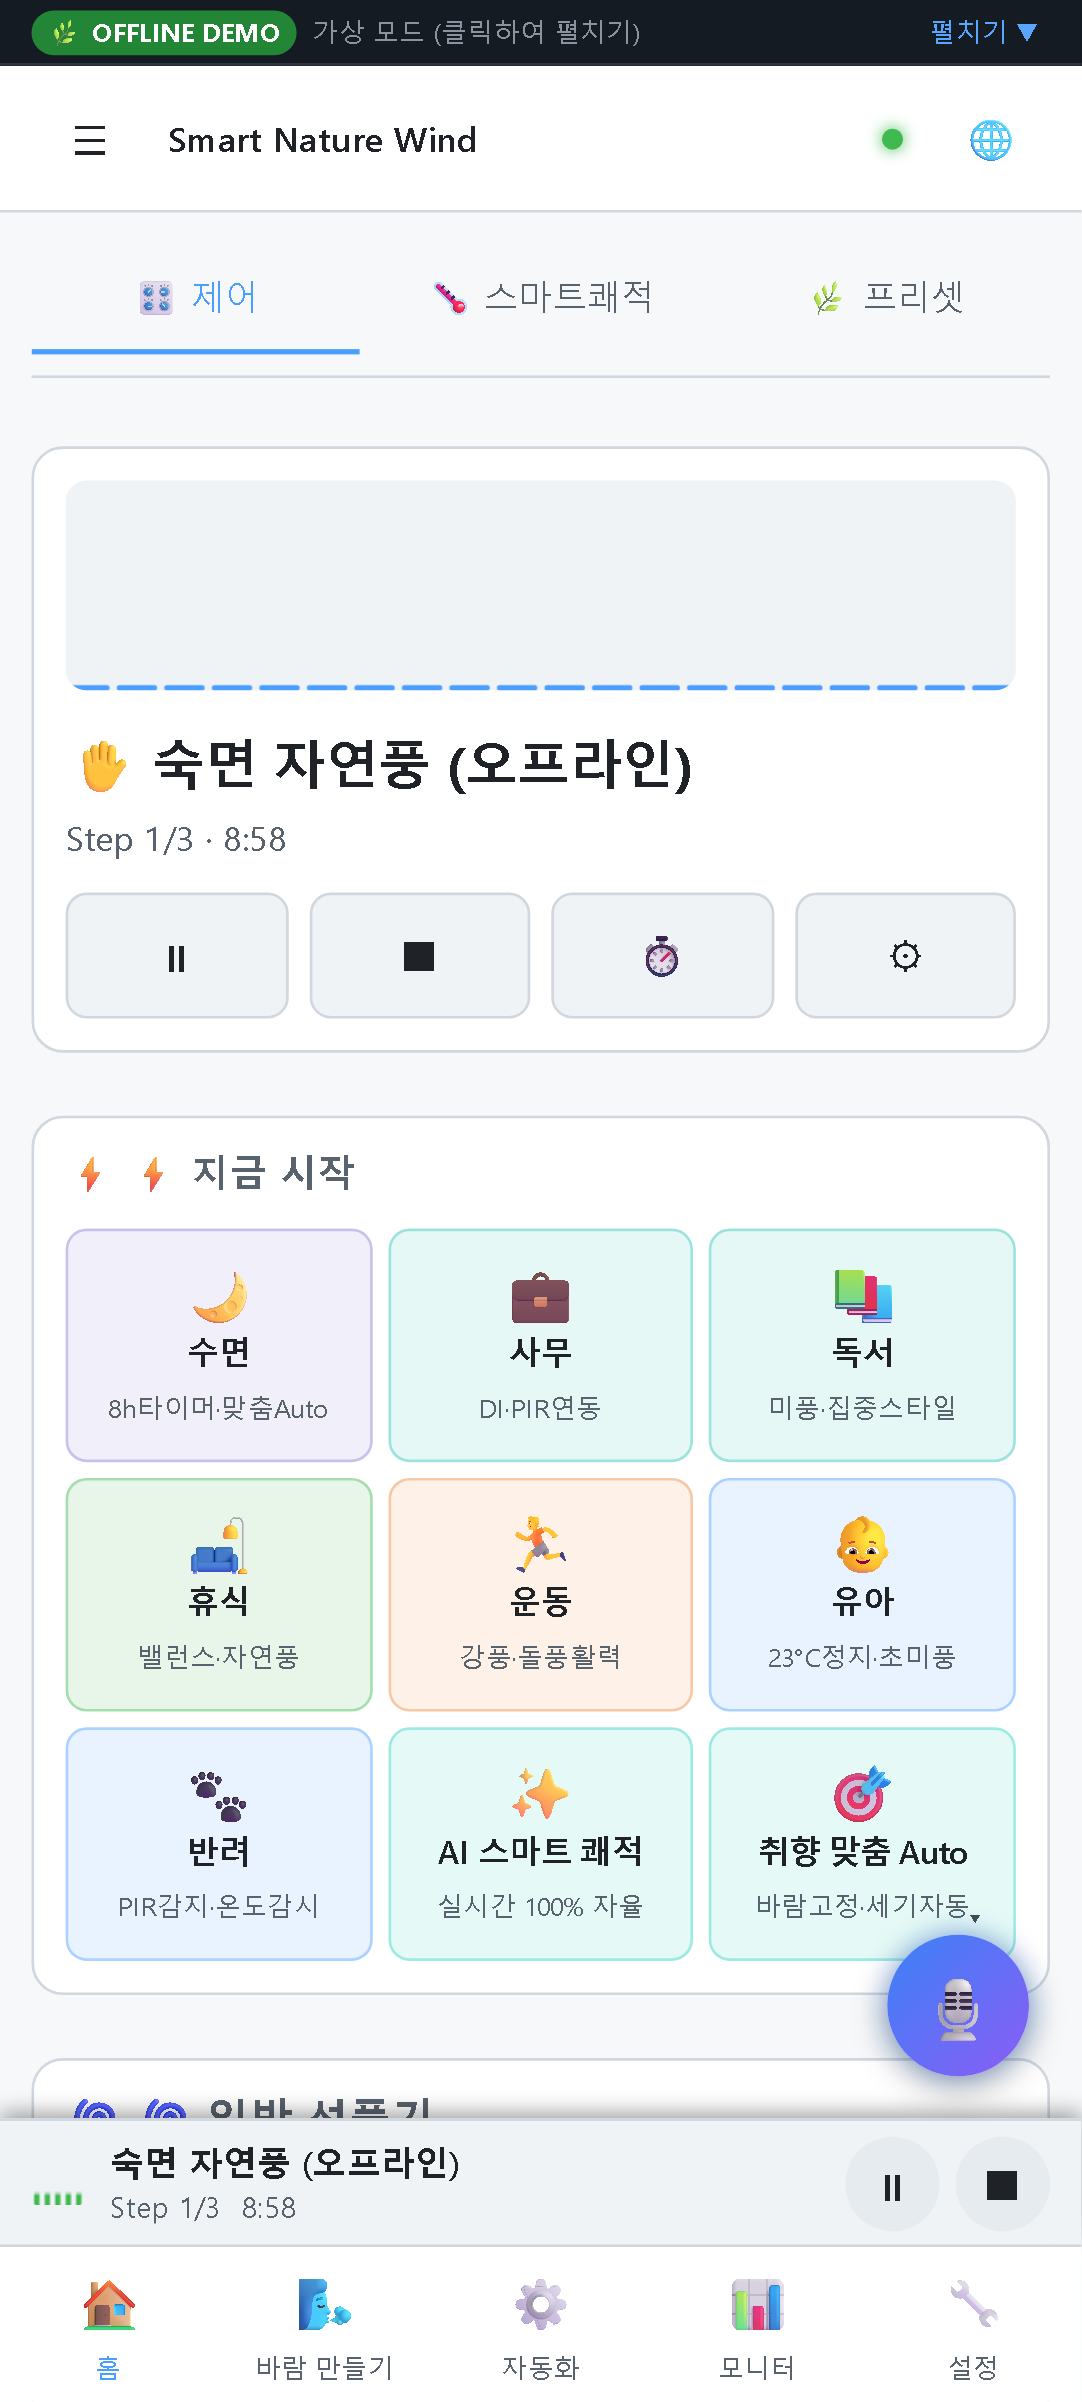 OFFLINE DEMO 가상 모드 (클릭하여 펼치기) 펼치기 ▼
Smart Nature Wind
제어 스마트쾌적 프리셋
숙면 자연풍 (오프라인)
Step 1/3 · 8:58
지금 시작
수면
8h타이머·맞춤Auto
사무
DI·PIR연동
독서
미풍·집중스타일
휴식
밸런스·자연풍
운동
강풍·돌풍활력
유아
23°C정지·초미풍
반려
PIR감지·온도감시
AI 스마트 쾌적
실시간 100% 자율
취향 맞춤 Auto
바람고정·세기자동
일반 선풍기
숙면 자연풍 (오프라인)
Step 1/3 8:58
홈 바람 만들기 자동화 모니터 설정